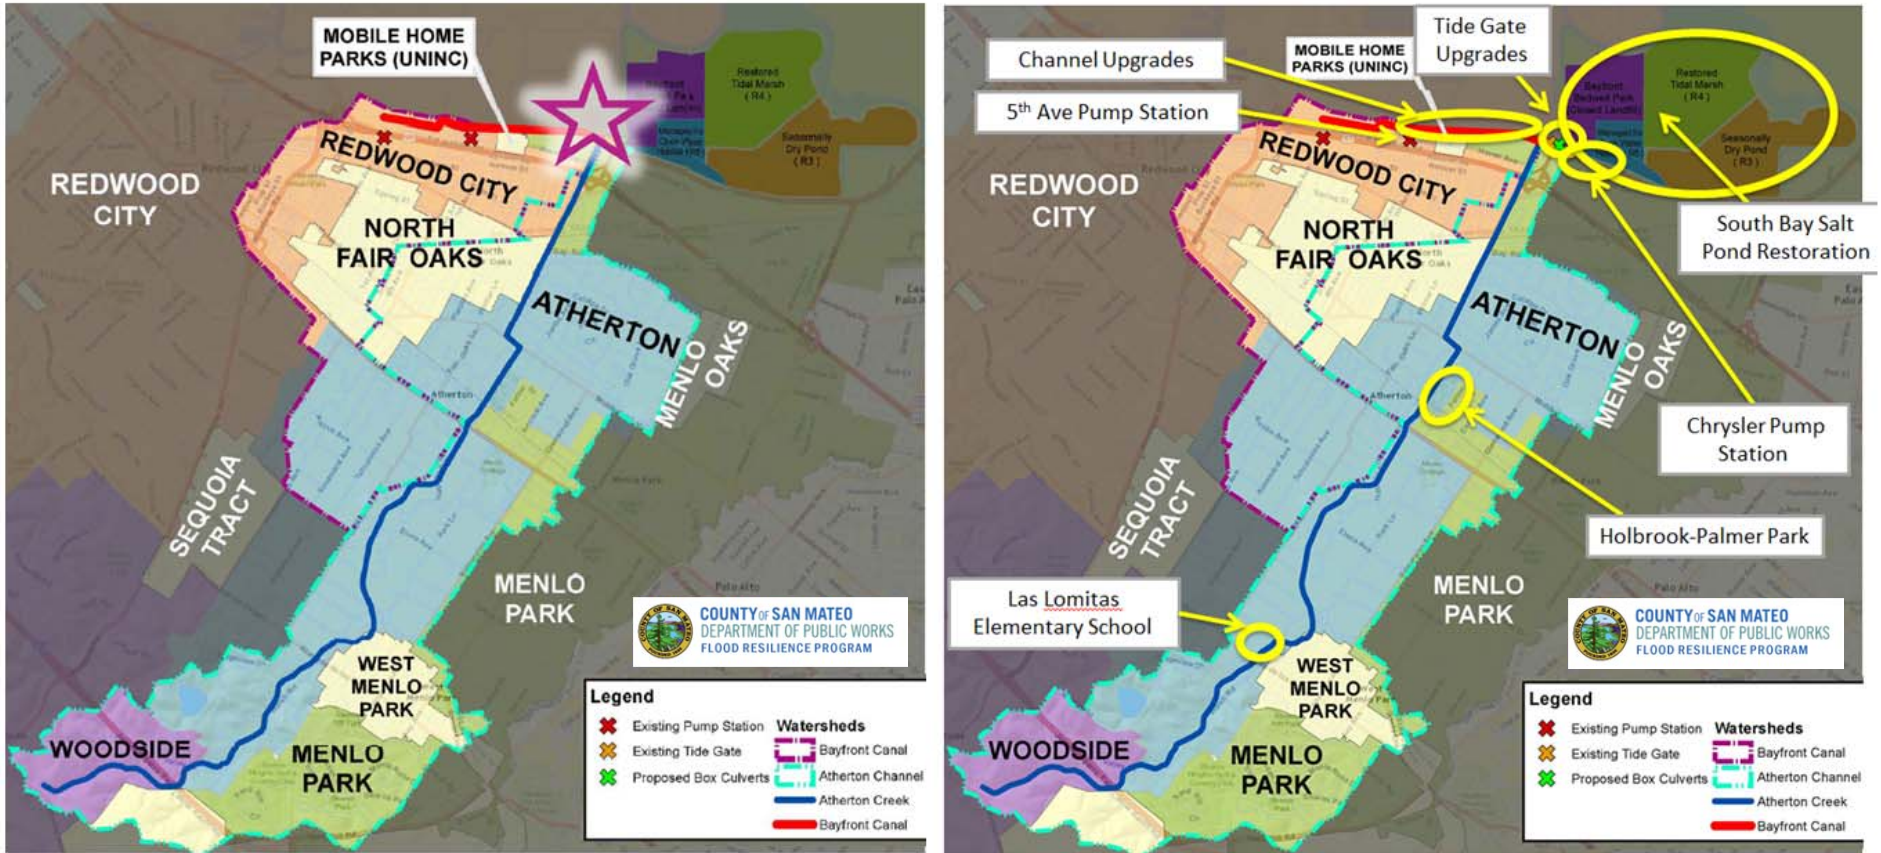 MOBILE HOME
PARKS (UNINC)
Restored
Tidal Marsh
( R4 )
Seasonally
Dry Pond
( R3 )
REDWOOD CITY
REDWOOD
CITY
NORTH
FAIR OAKS
ATHERTON
MENLO
OAKS
Atherton
SEQUOIA
TRACT
MENLO
PARK
COUNTY OF SAN MATEO
DEPARTMENT OF PUBLIC WORKS
FLOOD RESILIENCE PROGRAM
WEST
MENLO
PARK
WOODSIDE
MENLO
PARK
Legend
Existing Pump Station
Existing Tide Gate
Proposed Box Culverts
Watersheds
Bayfront Canal
Atherton Channel
Atherton Creek
Bayfront Canal
Channel Upgrades
5th Ave Pump Station
MOBILE HOME
PARKS (UNINC)
Tide Gate
Upgrades
Restored
Tidal Marsh
( R4 )
Seasonally
Dry Pond
( R3 )
South Bay Salt
Pond Restoration
REDWOOD CITY
REDWOOD
CITY
NORTH
FAIR OAKS
ATHERTON
MENLO
OAKS
Atherton
Chrysler Pump
Station
Holbrook-Palmer Park
SEQUOIA
TRACT
MENLO
PARK
Las Lomitas
Elementary School
COUNTY OF SAN MATEO
DEPARTMENT OF PUBLIC WORKS
FLOOD RESILIENCE PROGRAM
WEST
MENLO
PARK
WOODSIDE
MENLO
PARK
Legend
Existing Pump Station
Existing Tide Gate
Proposed Box Culverts
Watersheds
Bayfront Canal
Atherton Channel
Atherton Creek
Bayfront Canal